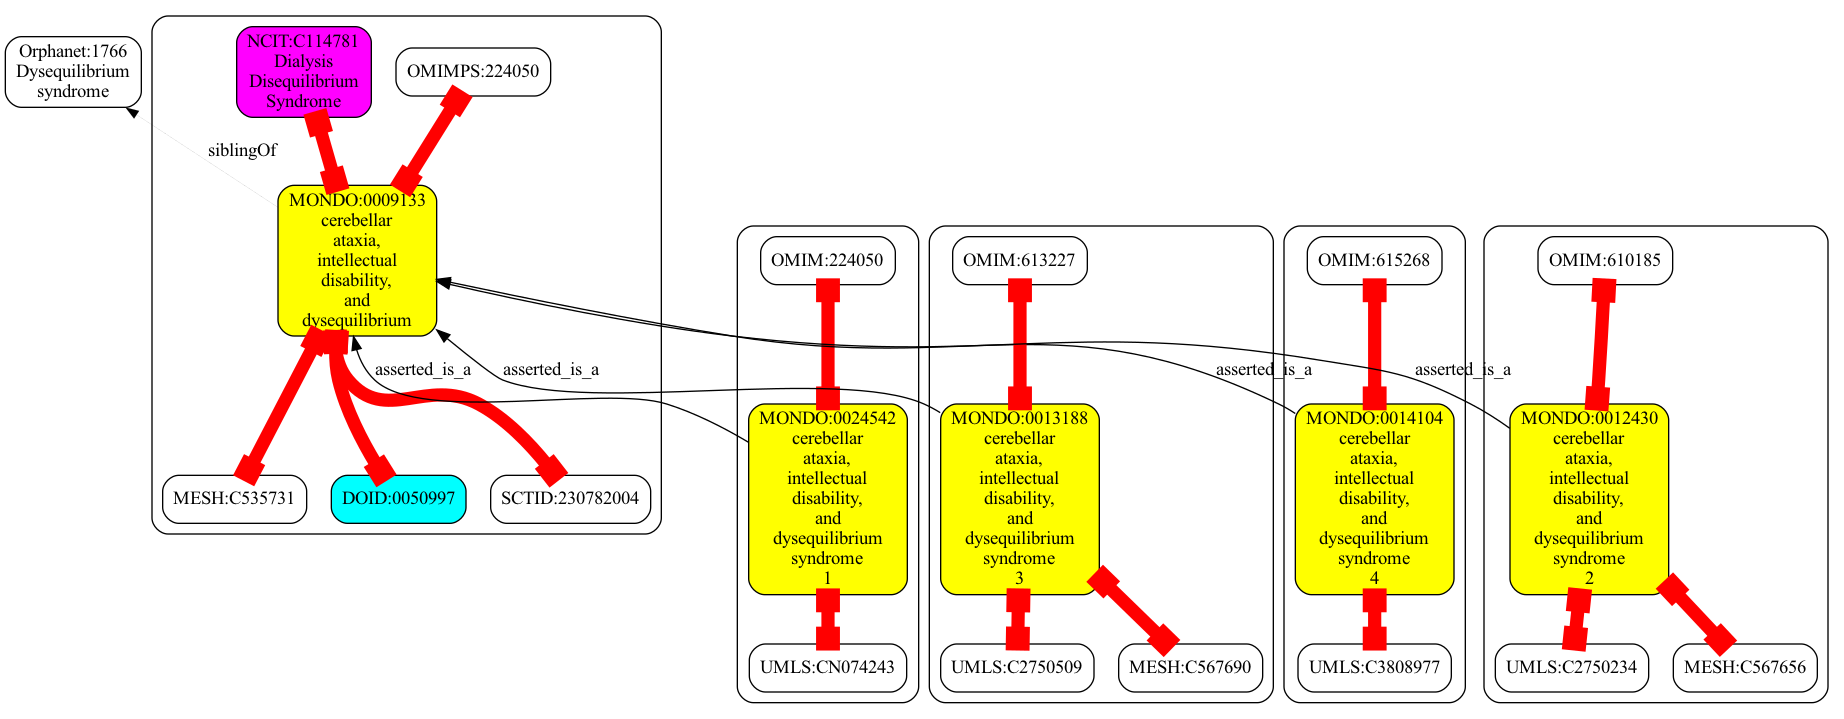 Orphanet:1766
Dysequilibrium
syndrome
NCIT:C114781
Dialysis
Disequilibrium
Syndrome
OMIMPS:224050
siblingOf
MONDO:0009133
cerebellar
ataxia,
intellectual
disability,
and
dysequilibrium
MESH:C535731
DOID:0050997
SCTID:230782004
asserted_is_a
asserted_is_a
asserted_is_a
asserted_is_a
OMIM:224050
MONDO:0024542
cerebellar
ataxia,
intellectual
disability,
and
dysequilibrium
syndrome
1
UMLS:CN074243
OMIM:613227
MONDO:0013188
cerebellar
ataxia,
intellectual
disability,
and
dysequilibrium
syndrome
3
UMLS:C2750509
MESH:C567690
OMIM:615268
MONDO:0014104
cerebellar
ataxia,
intellectual
disability,
and
dysequilibrium
syndrome
4
UMLS:C3808977
OMIM:610185
MONDO:0012430
cerebellar
ataxia,
intellectual
disability,
and
dysequilibrium
syndrome
2
UMLS:C2750234
MESH:C567656